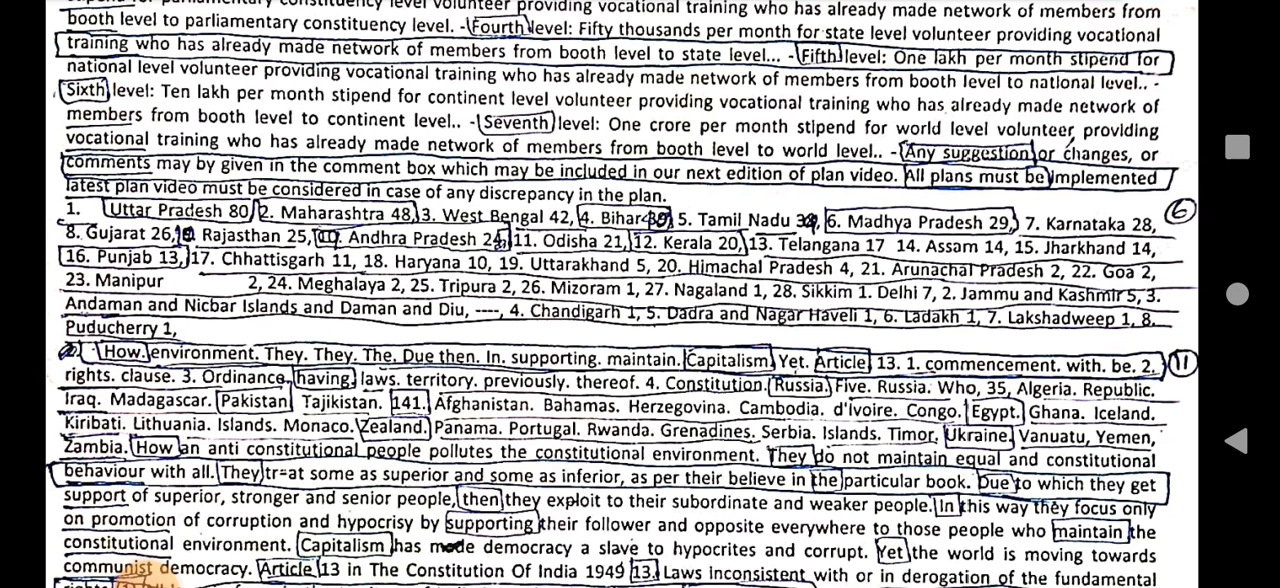 constituency level volunteer providing vocational training who has already made network of members from
booth level to parliamentary constituency level. -Fourth level: Fifty thousands per month for state level volunteer providing vocational
training who has already made network of members from booth level to state level... -Fifth level: One lakh per month stipend for
national level volunteer providing vocational training who has already made network of members from booth level to national level.. -
Sixth level: Ten lakh per month stipend for continent level volunteer providing vocational training who has already made network of
members from booth level to continent level.. -Seventh level: One crore per month stipend for world level volunteer providing
vocational training who has already made network of members from booth level to world level.. -Any suggestion or changes, or
comments may by given in the comment box which may be included in our next edition of plan video. All plans must be implemented
latest plan video must be considered in case of any discrepancy in the plan.
1. Uttar Pradesh 80, 2. Maharashtra 48, 3. West Bengal 42, 4. Bihar 5. Tamil Nadu 6. Madhya Pradesh 29, 7. Karnataka 28, 6
8. Gujarat 26, Rajasthan 25, Andhra Pradesh 11. Odisha 21, 12. Kerala 20, 13. Telangana 17 14. Assam 14, 15. Jharkhand 14,
16. Punjab 13, 17. Chhattisgarh 11, 18. Haryana 10, 19. Uttarakhand 5, 20. Himachal Pradesh 4, 21. Arunachal Pradesh 2, 22. Goa 2,
23. Manipur 2, 24. Meghalaya 2, 25. Tripura 2, 26. Mizoram 1, 27. Nagaland 1, 28. Sikkim 1. Delhi 7, 2. Jammu and Kashmir 5, 3.
Andaman and Nicbar Islands and Daman and Diu, ----, 4. Chandigarh 1, 5. Dadra and Nagar Haveli 1, 6. Ladakh 1, 7. Lakshadweep 1, 8.
Puducherry 1,
How. environment. They. They. The. Due then. In. supporting. maintain. Capitalism Yet. Article 13. 1. commencement. with. be. 2. 11
rights. clause. 3. Ordinance, having laws. territory. previously. thereof. 4. Constitution. Russia. Five. Russia. Who, 35, Algeria. Republic.
Iraq. Madagascar. Pakistan Tajikistan. 141. Afghanistan. Bahamas. Herzegovina. Cambodia. d'Ivoire. Congo. Egypt. Ghana. Iceland.
Kiribati. Lithuania. Islands. Monaco. Zealand. Panama. Portugal. Rwanda. Grenadines. Serbia. Islands. Timor, Ukraine, Vanuatu, Yemen,
Zambia. How an anti constitutional people pollutes the constitutional environment. They do not maintain equal and constitutional
behaviour with all. They tr=at some as superior and some as inferior, as per their believe in the particular book. Due to which they get
support of superior, stronger and senior people, then they exploit to their subordinate and weaker people. In this way they focus only
on promotion of corruption and hypocrisy by supporting their follower and opposite everywhere to those people who maintain the
constitutional environment. Capitalism has made democracy a slave to hypocrites and corrupt. Yet the world is moving towards
communist democracy. Article 13 in The Constitution Of India 1949 13. Laws inconsistent with or in derogation of the fundamental